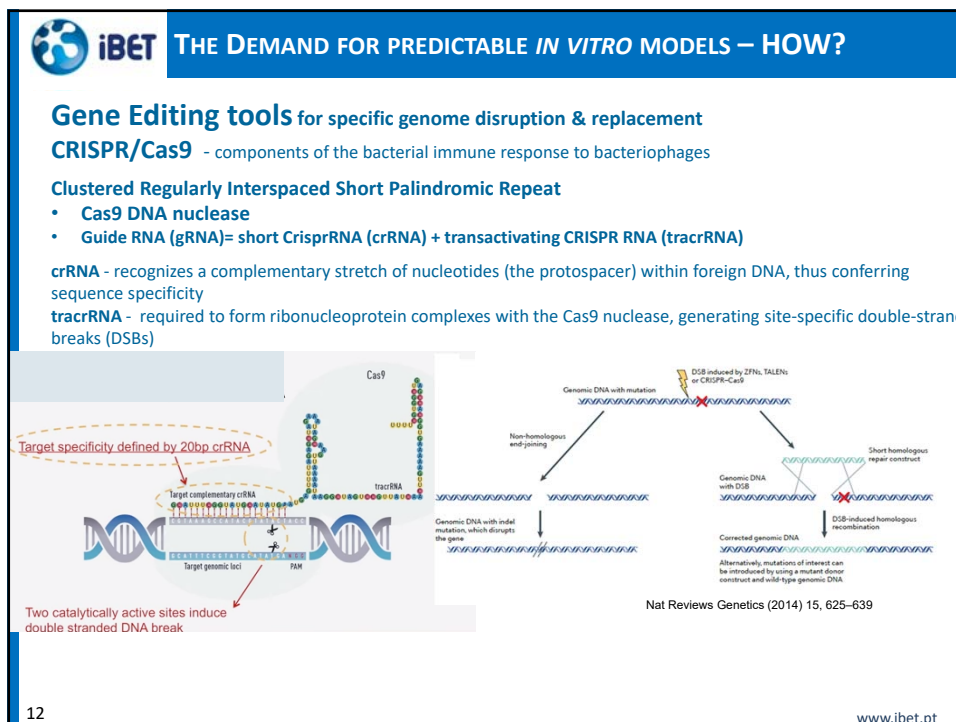 iBET
THE DEMAND FOR PREDICTABLE IN VITRO MODELS – HOW?
Gene Editing tools for specific genome disruption & replacement
CRISPR/Cas9 - components of the bacterial immune response to bacteriophages
Clustered Regularly Interspaced Short Palindromic Repeat
• Cas9 DNA nuclease
• Guide RNA (gRNA)= short CrisprRNA (crRNA) + transactivating CRISPR RNA (tracrRNA)
crRNA - recognizes a complementary stretch of nucleotides (the protospacer) within foreign DNA, thus conferring
sequence specificity
tracrRNA - required to form ribonucleoprotein complexes with the Cas9 nuclease, generating site-specific double-stran
breaks (DSBs)
Cas9
Target specificity defined by 20bp crRNA
tracrRNA
Target complementary crRNA
Target genomic loci
PAM
Two catalytically active sites induce
double stranded DNA break
DSB induced by ZFNs, TALENs
or CRISPR–Cas9
Genomic DNA with mutation
Non-homologous
end-joining
Short homologous
repair construct
Genomic DNA
with DSB
Genomic DNA with indel
mutation, which disrupts
the gene
DSB-induced homologous
recombination
Corrected genomic DNA
Alternatively, mutations of interest can
be introduced by using a mutant donor
construct and wild-type genomic DNA
Nat Reviews Genetics (2014) 15, 625–639
12
www.ibet.pt